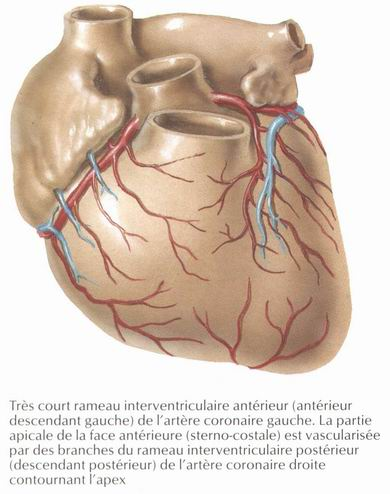 Très court rameau interventriculaire antérieur (antérieur
descendant gauche) de l'artère coronaire gauche. La partie
apicale de la face antérieure (sterno-costale) est vascularisée
par des branches du rameau interventriculaire postérieur
(descendant postérieur) de l'artère coronaire droite
contournant l'apex